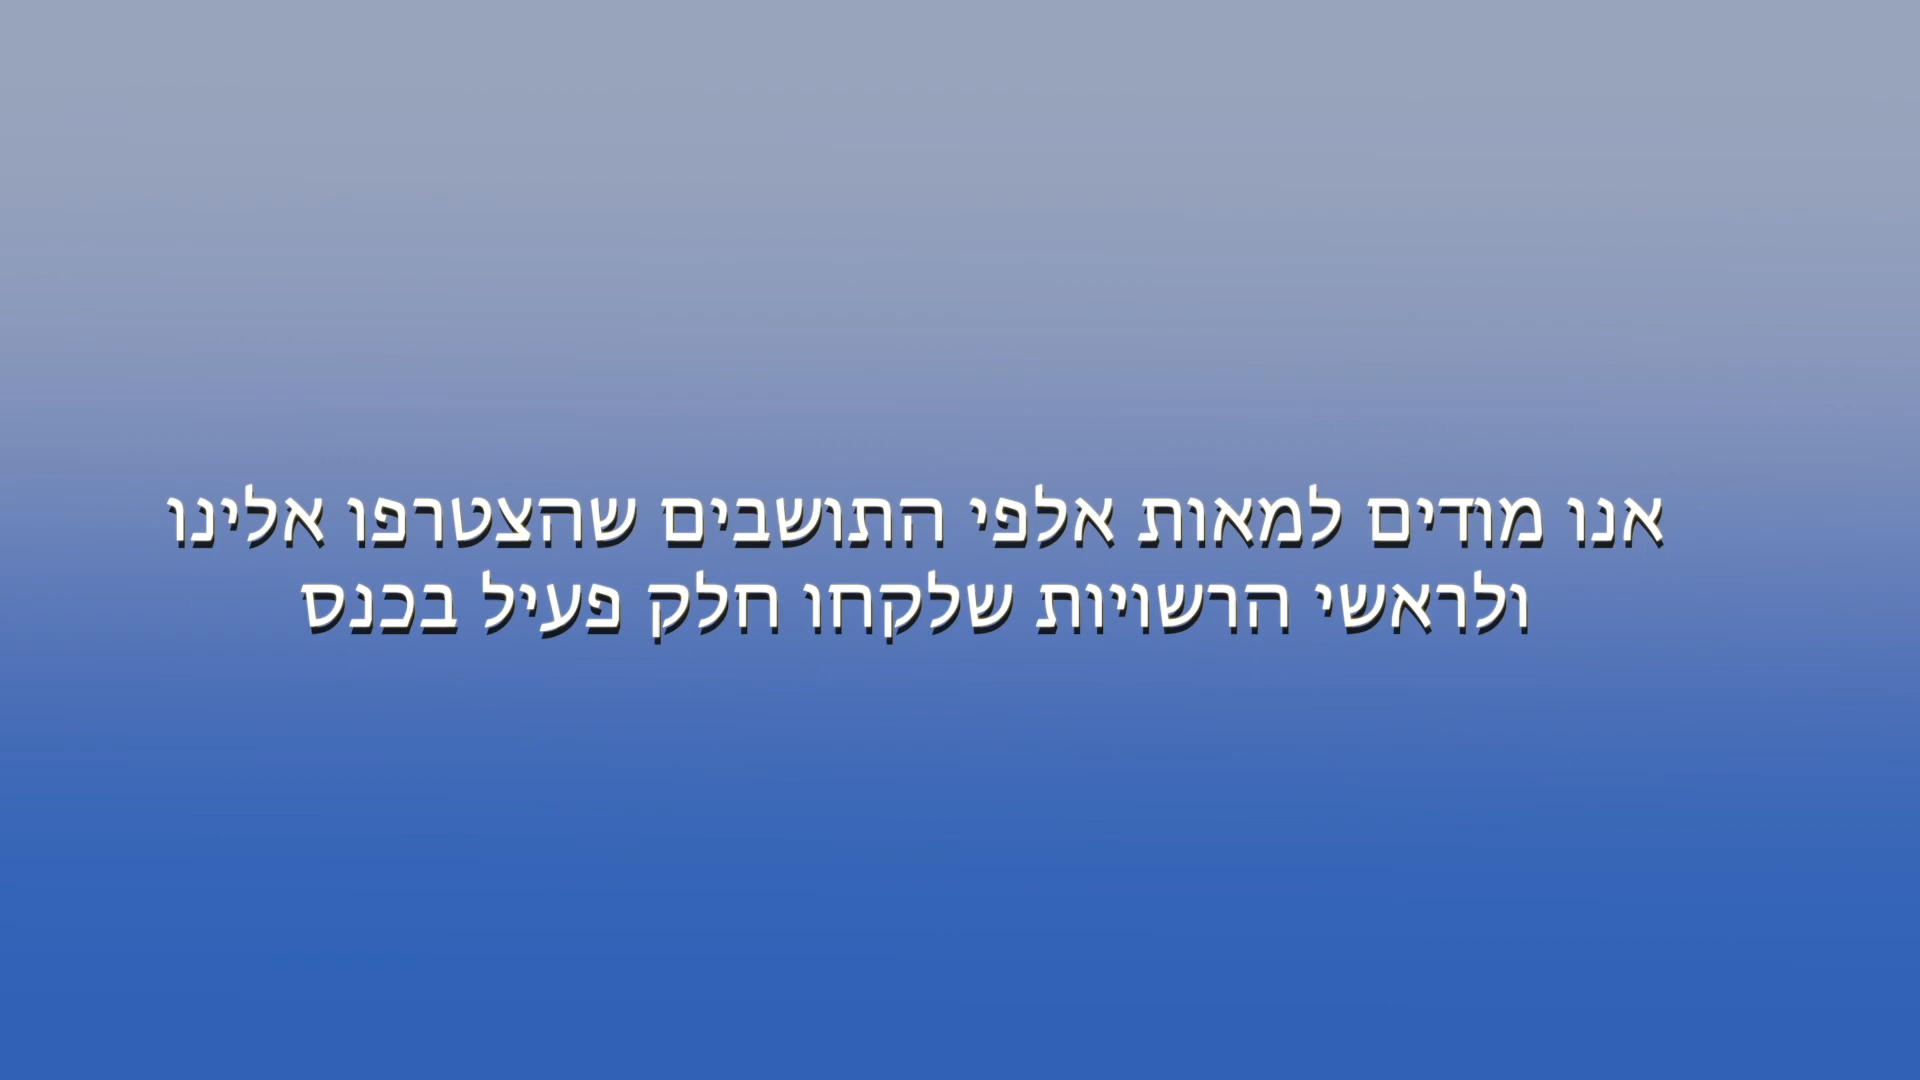 אנו מודים למאות אלפי התושבים שהצטרפו אלינו
ולראשי הרשויות שלקחו חלק פעיל בכנס